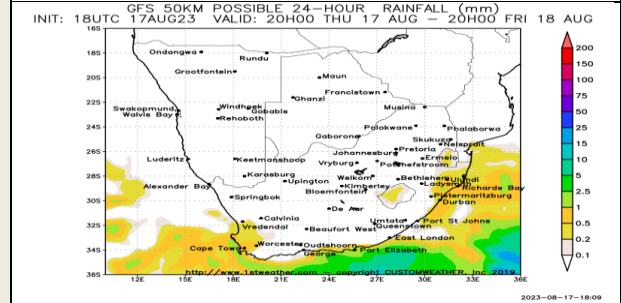 GFS 50KM POSSIBLE 24-HOUR RAINFALL (mm)
INIT: 18UTC 17AUG23 VALID: 20H00 THU 17 AUG – 20H00 FRI 18 AUG
16S
Ondangwa
Rundu
18S
Grootfontein
Maun
20S
Francistown
Ghanzi
22S
Swakopmund
Windhoek
Gobabis
Musina
Walvis Bay
Rehoboth
24S
Polokwane
Phalaborwa
Gaborone
Skukuza
Nelspruit
26S
Johannesburg
Pretoria
Luderitz
Keetmanshoop
Vryburg
Potchefstroom
Ermelo
28S
Karasburg
Upington
Welkom
Bethlehem
Ulundi
Alexander Bay
Kimberley
Ladysmith
Richards Bay
Bloemfontein
30S
Springbok
Pietermaritzburg
Durban
De Aar
32S
Calvinia
Umtata
Port St Johns
Vredendal
Beaufort West
Queenstown
East London
34S
Cape Town
Worcester
Oudtshoorn
George
Port Elizabeth
36S
http://www.1stweather.com – copyright CUSTOMWEATHER, Inc 2019
12E 15E 18E 21E 24E 27E 30E 33E 36E
200
150
100
75
50
25
20
15
10
5
2.5
1
0.5
0.2
0.1
2023-08-17-18:09